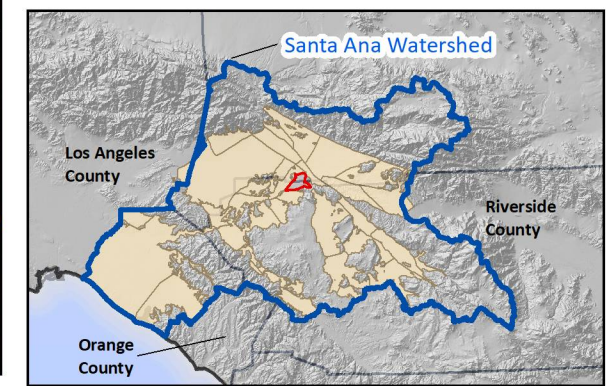 Santa Ana Watershed
Los Angeles
County
Riverside
County
Orange
County